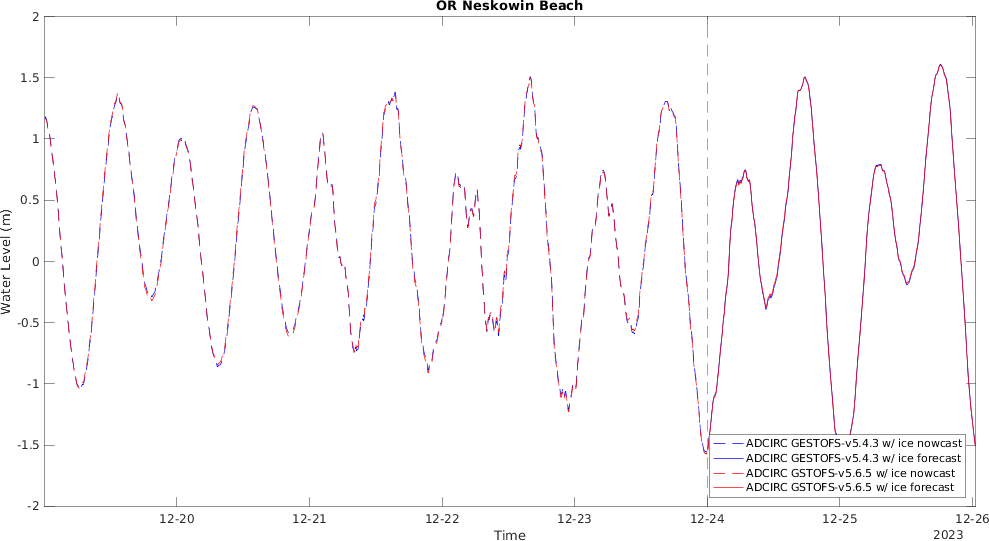 OR Neskowin Beach
2
1.5
1
0.5
0
-0.5
-1
-1.5
-2
Water Level (m)
ADCIRC GESTOFS-v5.4.3 w/ ice nowcast
ADCIRC GESTOFS-v5.4.3 w/ ice forecast
ADCIRC GSTOFS-v5.6.5 w/ ice nowcast
ADCIRC GSTOFS-v5.6.5 w/ ice forecast
12-20 12-21 12-22 12-23 12-24 12-25 12-26
Time
2023